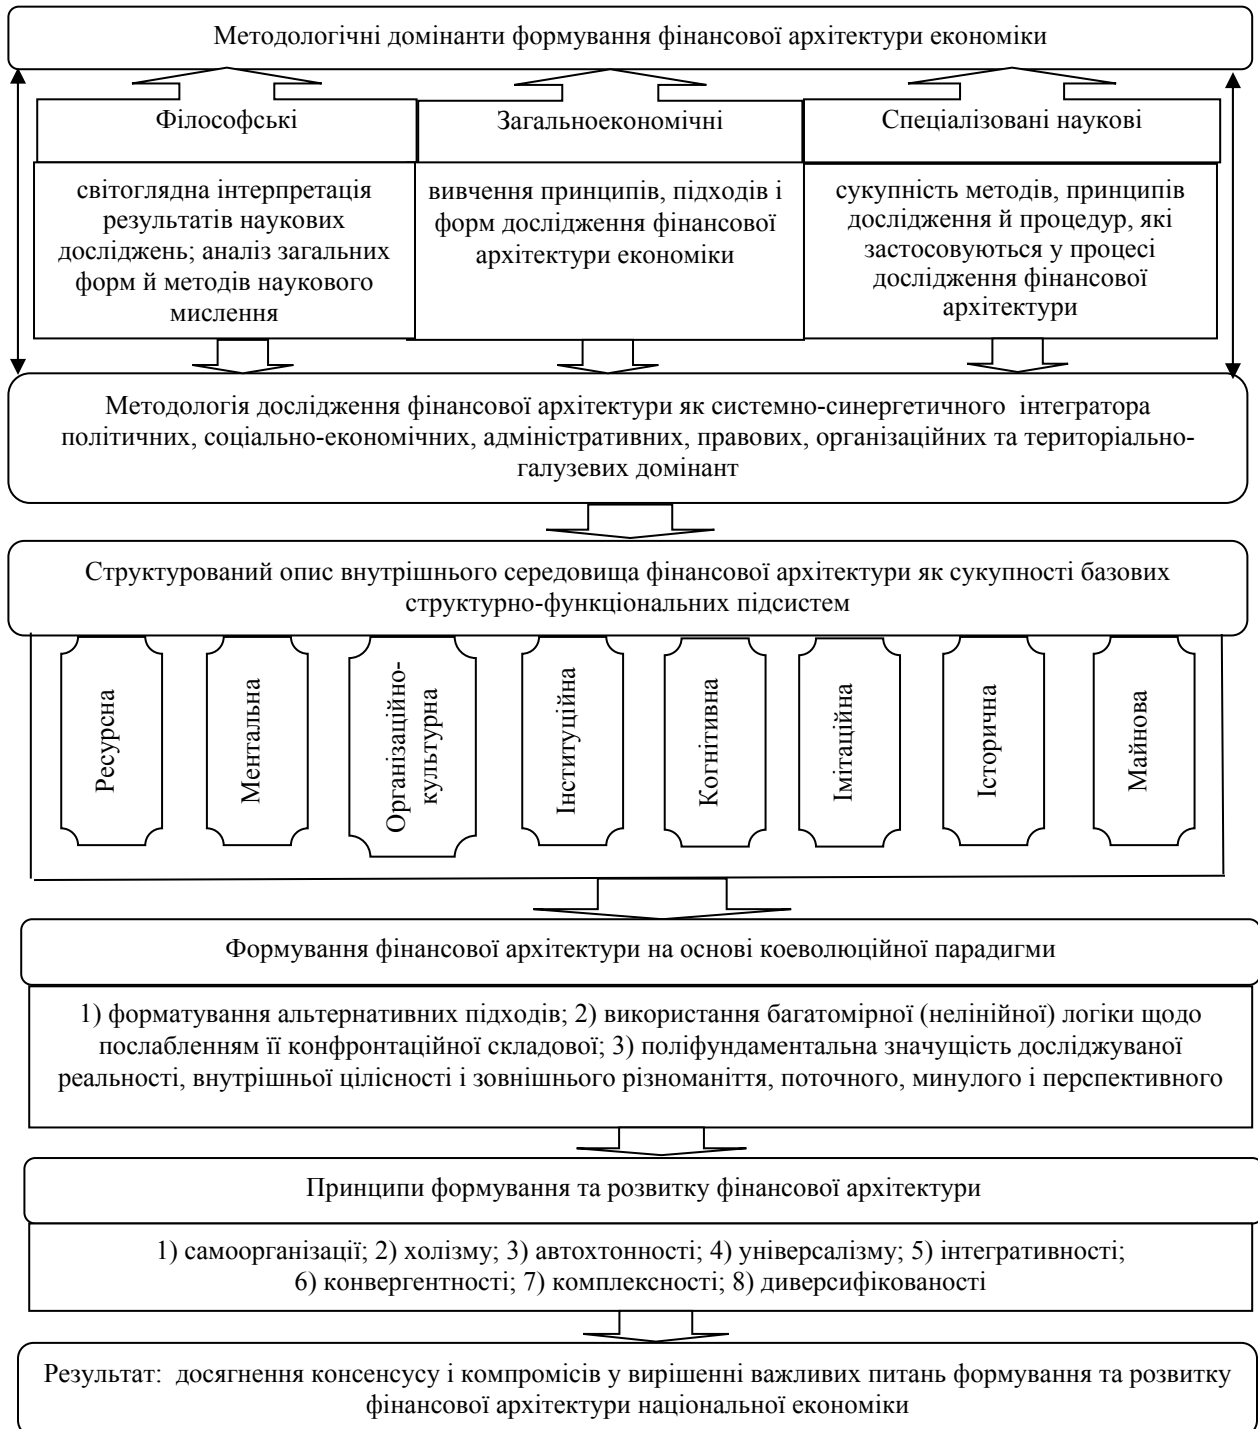 Методологічні домінанти формування фінансової архітектури економіки
Філософські
світоглядна інтерпретація
результатів наукових
досліджень; аналіз загальних
форм й методів наукового
мислення
Загальноекономічні
вивчення принципів, підходів і
форм дослідження фінансової
архітектури економіки
Спеціалізовані наукові
сукупність методів, принципів
дослідження й процедур, які
застосовуються у процесі
дослідження фінансової
архітектури
Методологія дослідження фінансової архітектури як системно-синергетичного інтегратора
політичних, соціально-економічних, адміністративних, правових, організаційних та територіально-
галузевих домінант
Структурований опис внутрішнього середовища фінансової архітектури як сукупності базових
структурно-функціональних підсистем
Ресурсна
Ментальна
Організаційно-
культурна
Інституційна
Когнітивна
Імітаційна
Історична
Майнова
Формування фінансової архітектури на основі коеволюційної парадигми
1) форматування альтернативних підходів; 2) використання багатомірної (нелінійної) логіки щодо
послабленням її конфронтаційної складової; 3) поліфундаментальна значущість досліджуваної
реальності, внутрішньої цілісності і зовнішнього різноманіття, поточного, минулого і перспективного
Принципи формування та розвитку фінансової архітектури
1) самоорганізації; 2) холізму; 3) автохтонності; 4) універсалізму; 5) інтегративності;
6) конвергентності; 7) комплексності; 8) диверсифікованості
Результат: досягнення консенсусу і компромісів у вирішенні важливих питань формування та розвитку
фінансової архітектури національної економіки